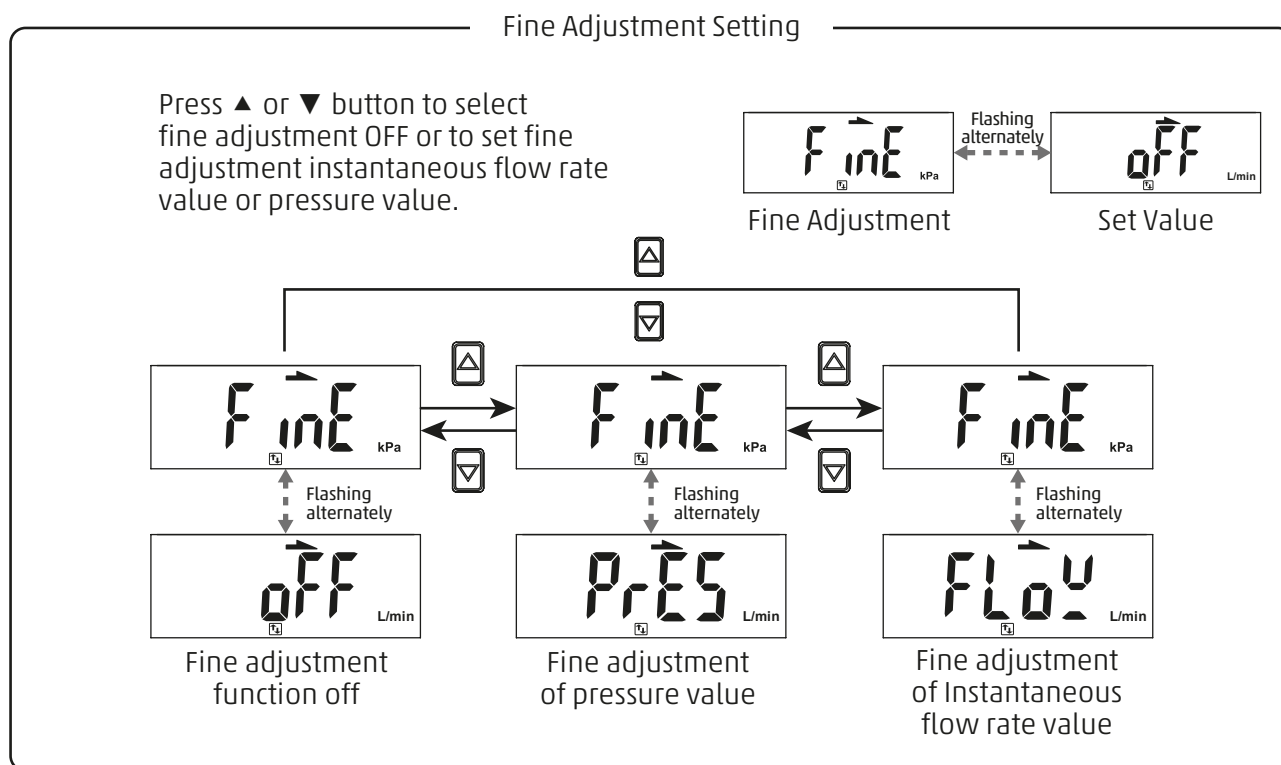 Fine Adjustment Setting
Press ▲ or ▼ button to select
fine adjustment OFF or to set fine
adjustment instantaneous flow rate
value or pressure value.
FinE
kPa
Flashing
alternately
oFF
L/min
Fine Adjustment
Set Value
FinE
kPa
FinE
kPa
FinE
kPa
Flashing
alternately
Flashing
alternately
Flashing
alternately
oFF
L/min
PrES
L/min
FLoW
L/min
Fine adjustment
function off
Fine adjustment
of pressure value
Fine adjustment
of Instantaneous
flow rate value